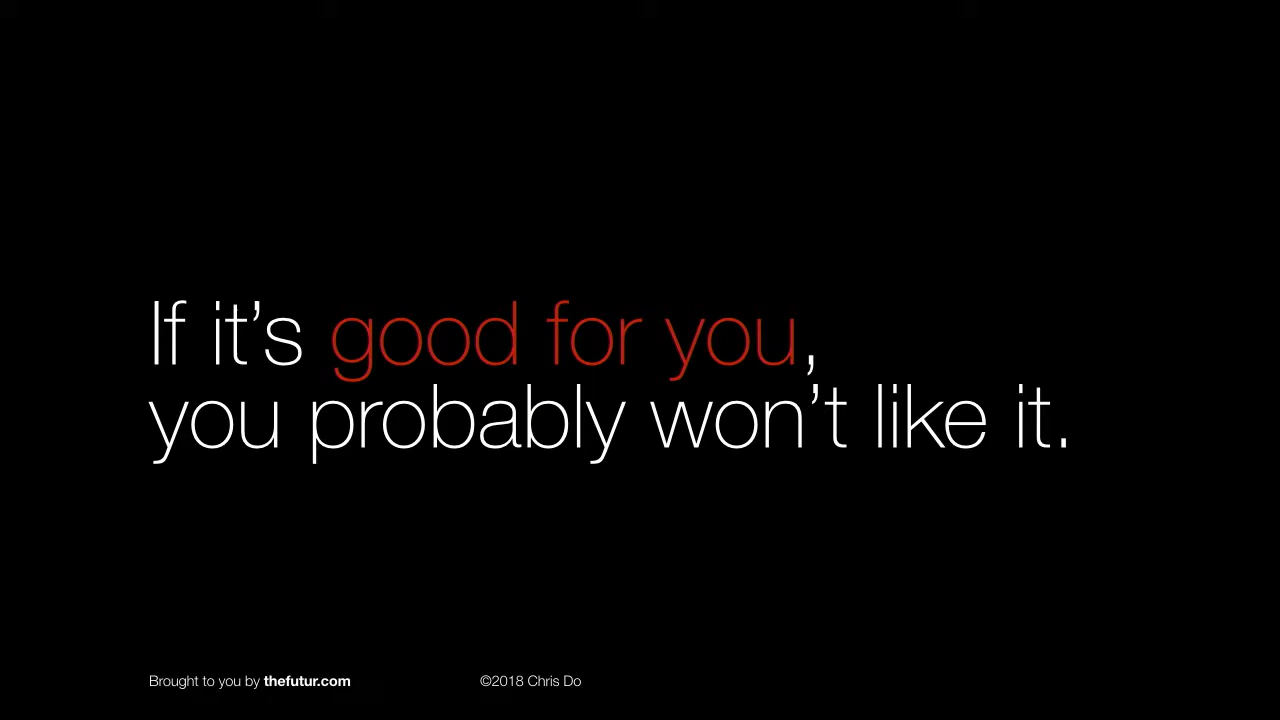 If it’s good for you,
you probably won’t like it.
Brought to you by thefutur.com ©2018 Chris Do